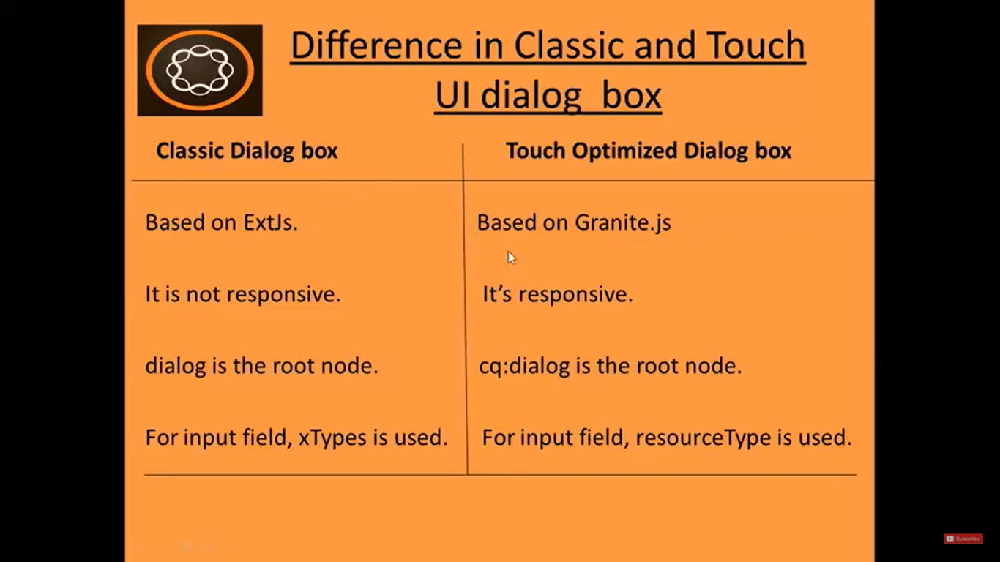 Difference in Classic and Touch
UI dialog box
Classic Dialog box
Touch Optimized Dialog box
Based on ExtJs.
Based on Granite.js
It is not responsive.
It’s responsive.
dialog is the root node.
cq:dialog is the root node.
For input field, xTypes is used.
For input field, resourceType is used.
Subscribe